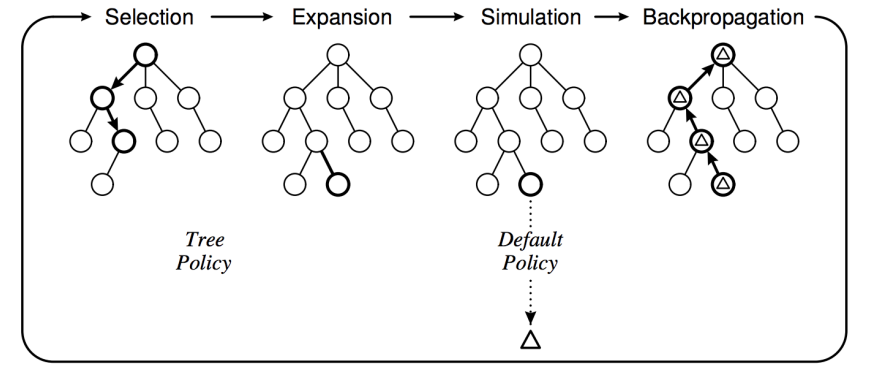 Selection
Expansion
Simulation
Backpropagation
Tree
Policy
Default
Policy